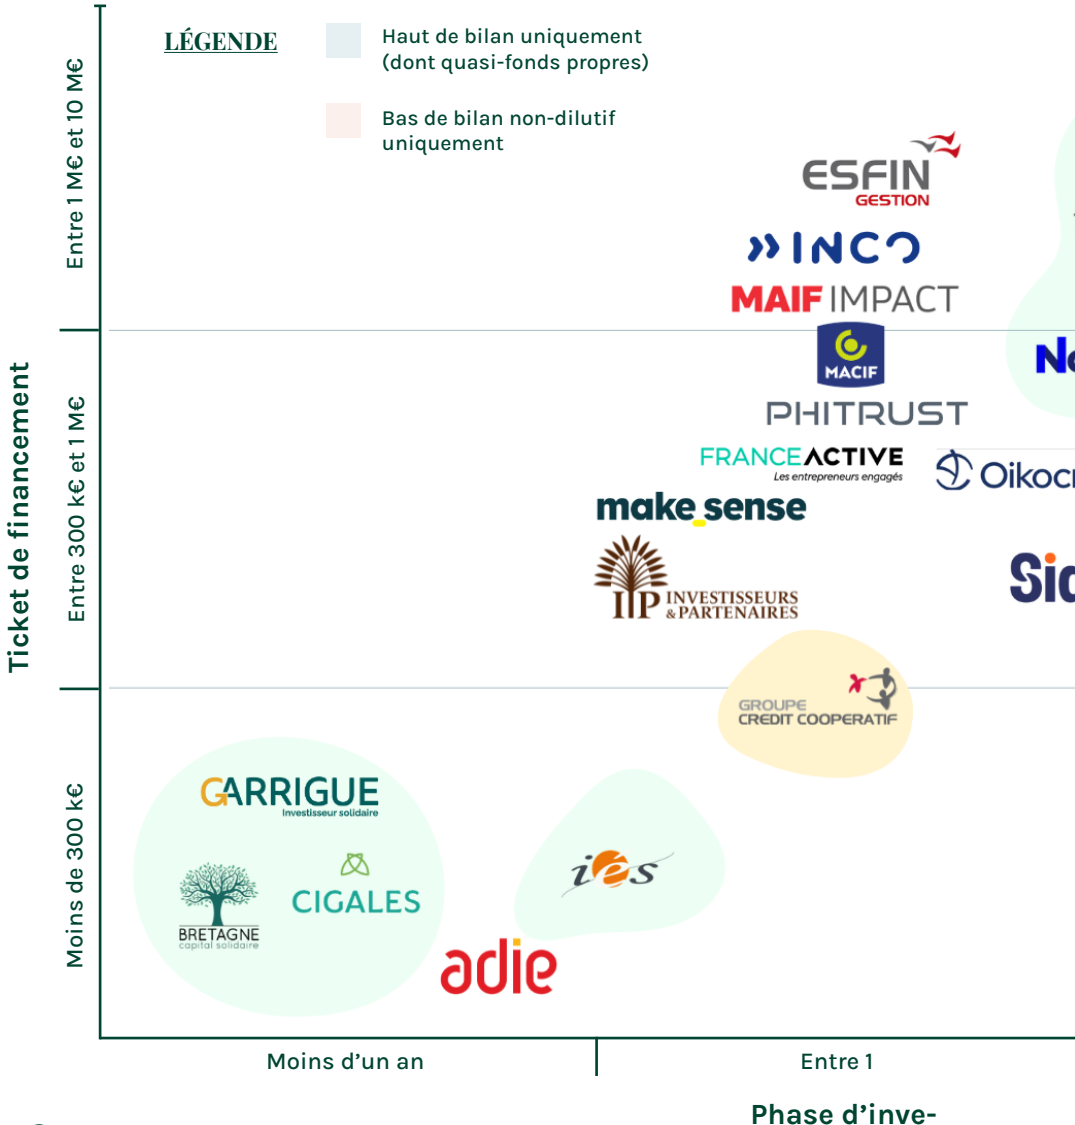 LÉGENDE
Haut de bilan uniquement
(dont quasi-fonds propres)
Bas de bilan non-dilutif
uniquement
Ticket de financement
Entre 1 M€ et 10 M€
Entre 300 k€ et 1 M€
Moins de 300 k€
ESFIN
GESTION
INCO
MAIF IMPACT
MACIF
PHITRUST
FRANCE ACTIVE
Les entrepreneurs engagés
make_sense
I&P INVESTISSEURS
& PARTENAIRES
GROUPE
CREDIT COOPERATIF
GARRIGUE
Investisseur solidaire
BRETAGNE
capital solidaire
CIGALES
iés
adie
Moins d’un an
Entre 1
Phase d’inve-